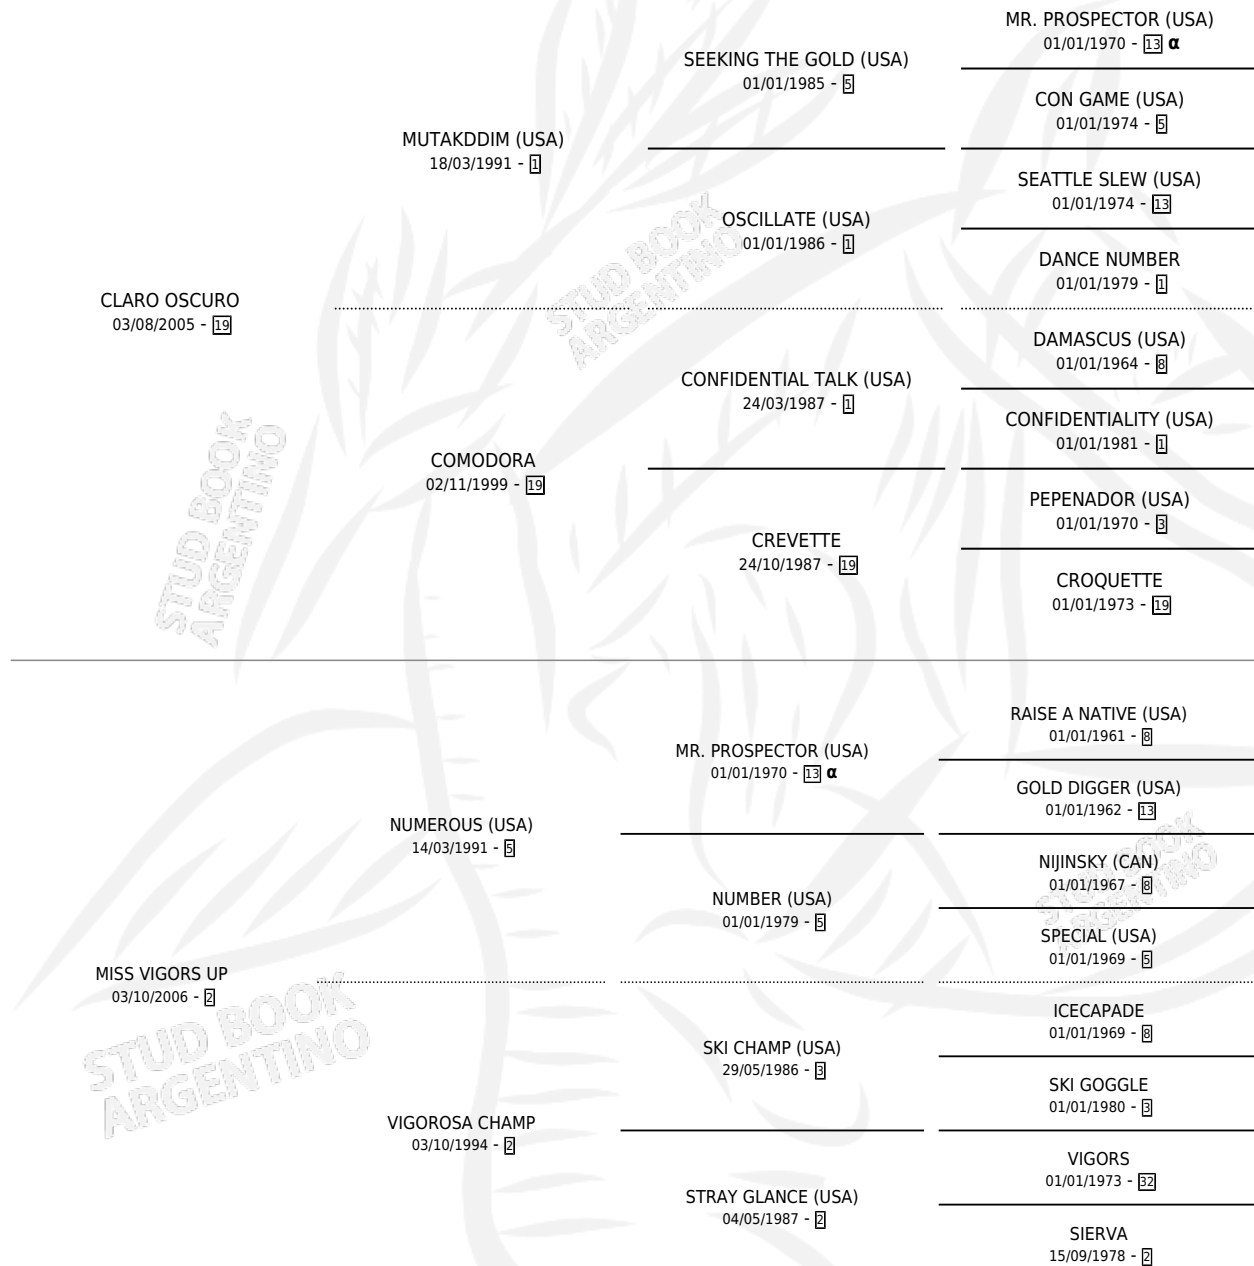 MR. PROSPECTOR (USA)
01/01/1970 - 13 α
SEEKING THE GOLD (USA)
01/01/1985 - 5
CON GAME (USA)
01/01/1974 - 5
MUTAKDDIM (USA)
18/03/1991 - 1
SEATTLE SLEW (USA)
01/01/1974 - 13
OSCILLATE (USA)
01/01/1986 - 1
DANCE NUMBER
01/01/1979 - 1
CLARO OSCURO
03/08/2005 - 19
DAMASCUS (USA)
01/01/1964 - 8
CONFIDENTIAL TALK (USA)
24/03/1987 - 1
CONFIDENTIALITY (USA)
01/01/1981 - 1
COMODORA
02/11/1999 - 19
PEPENADOR (USA)
01/01/1970 - 3
CREVETTE
24/10/1987 - 19
CROQUETTE
01/01/1973 - 19
RAISE A NATIVE (USA)
01/01/1961 - 8
MR. PROSPECTOR (USA)
01/01/1970 - 13 α
GOLD DIGGER (USA)
01/01/1962 - 13
NUMEROUS (USA)
14/03/1991 - 5
NIJINSKY (CAN)
01/01/1967 - 8
NUMBER (USA)
01/01/1979 - 5
SPECIAL (USA)
01/01/1969 - 5
MISS VIGORS UP
03/10/2006 - 2
ICECAPADE
01/01/1969 - 8
SKI CHAMP (USA)
29/05/1986 - 3
SKI GOGGLE
01/01/1980 - 3
VIGOROSA CHAMP
03/10/1994 - 2
VIGORS
01/01/1973 - 32
STRAY GLANCE (USA)
04/05/1987 - 2
SIERVA
15/09/1978 - 2
STUD BOOK
ARGENTINO
STUD BOOK
ARGENTINO
STUD BOOK
ARGENTINO
STUD BOOK
ARGENTINO